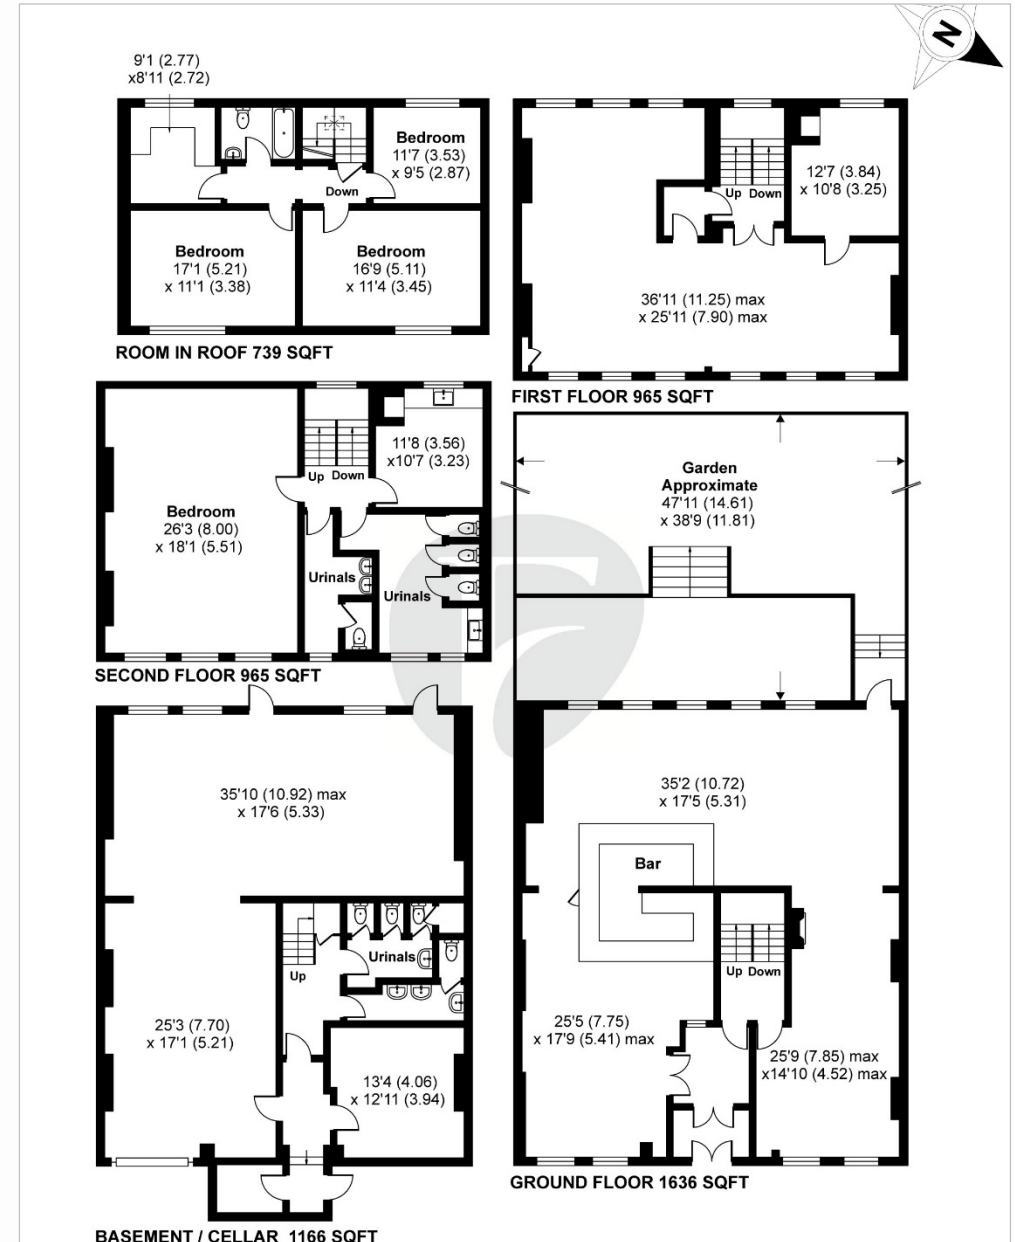 N
9'1 (2.77)
x8'11 (2.72)
Bedroom
11'7 (3.53)
x 9'5 (2.87)
Down
Bedroom
17'1 (5.21)
x 11'1 (3.38)
Bedroom
16'9 (5.11)
x 11'4 (3.45)
ROOM IN ROOF 739 SQFT
12'7 (3.84)
x 10'8 (3.25)
Up Down
36'11 (11.25) max
x 25'11 (7.90) max
FIRST FLOOR 965 SQFT
11'8 (3.56)
x10'7 (3.23)
Up Down
Bedroom
26'3 (8.00)
x 18'1 (5.51)
Urinals
Urinals
SECOND FLOOR 965 SQFT
Garden
Approximate
47'11 (14.61)
x 38'9 (11.81)
35'10 (10.92) max
x 17'6 (5.33)
Urinals
Up
25'3 (7.70)
x 17'1 (5.21)
13'4 (4.06)
x 12'11 (3.94)
BASEMENT / CELLAR 1166 SQFT
35'2 (10.72)
x 17'5 (5.31)
Bar
Up Down
25'5 (7.75)
x 17'9 (5.41) max
25'9 (7.85) max
x14'10 (4.52) max
GROUND FLOOR 1636 SQFT